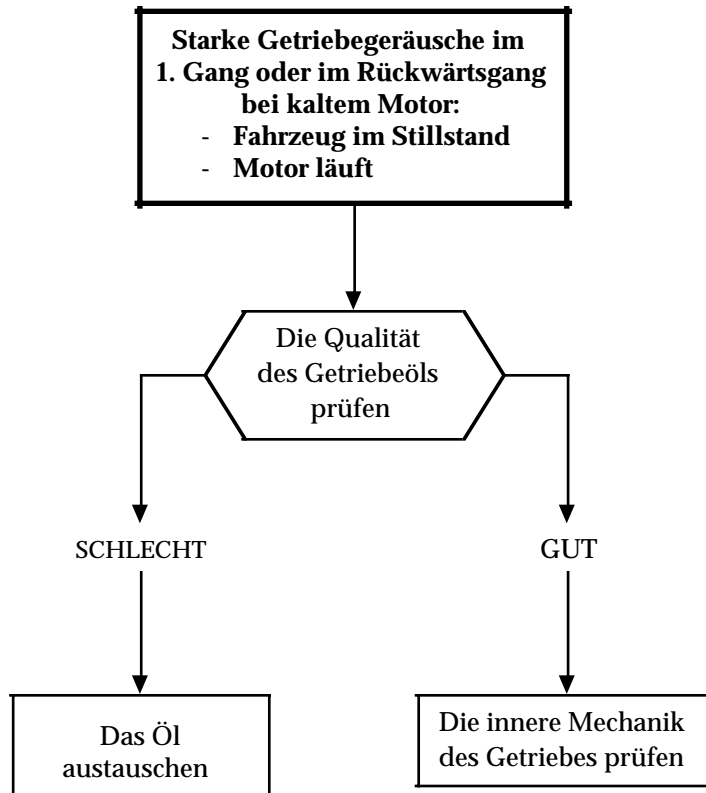 Starke Getriebegeräusche im
1. Gang oder im Rückwärtsgang
bei kaltem Motor:
- Fahrzeug im Stillstand
- Motor läuft
Die Qualität
des Getriebeöls
prüfen
SCHLECHT
GUT
Das Öl
austauschen
Die innere Mechanik
des Getriebes prüfen